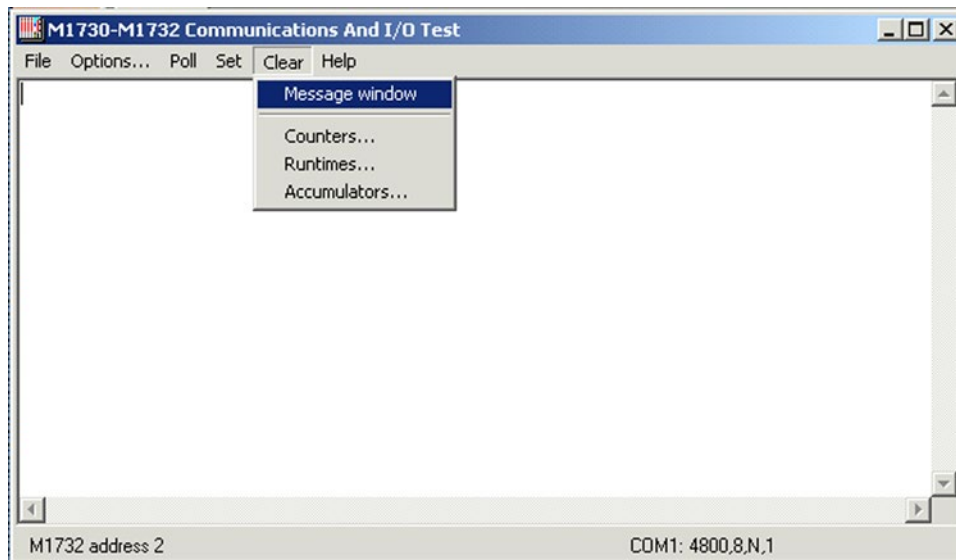 M1730-M1732 Communications And I/O Test
File Options... Poll Set Clear Help
Message window
Counters...
Runtimes...
Accumulators...
M1732 address 2 COM1: 4800,8,N,1